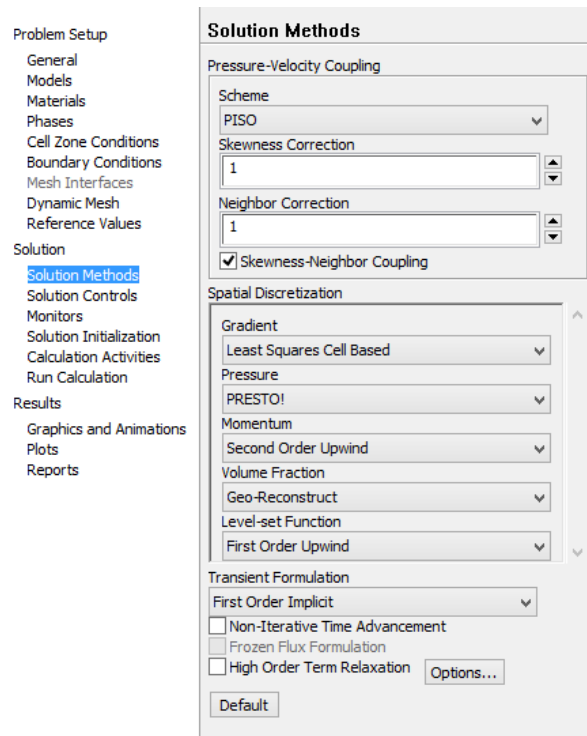 Problem Setup
General
Models
Materials
Phases
Cell Zone Conditions
Boundary Conditions
Mesh Interfaces
Dynamic Mesh
Reference Values
Solution
Solution Methods
Solution Controls
Monitors
Solution Initialization
Calculation Activities
Run Calculation
Results
Graphics and Animations
Plots
Reports
Solution Methods
Pressure-Velocity Coupling
Scheme
PISO
Skewness Correction
1
Neighbor Correction
1
Skewness-Neighbor Coupling
Spatial Discretization
Gradient
Least Squares Cell Based
Pressure
PRESTO!
Momentum
Second Order Upwind
Volume Fraction
Geo-Reconstruct
Level-set Function
First Order Upwind
Transient Formulation
First Order Implicit
Non-Iterative Time Advancement
Frozen Flux Formulation
High Order Term Relaxation Options...
Default